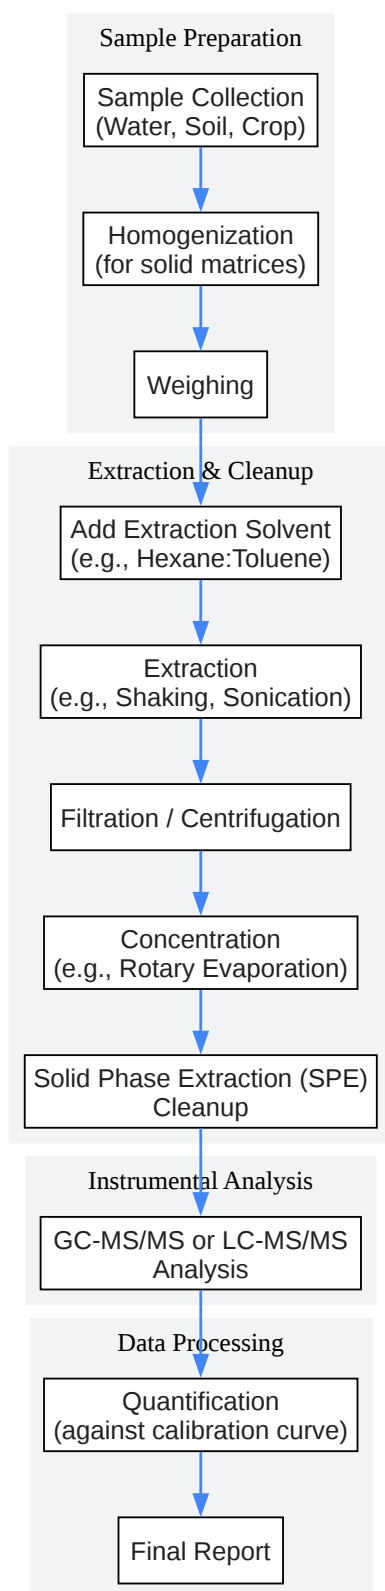 Sample Preparation
Sample Collection
(Water, Soil, Crop)
Homogenization
(for solid matrices)
Weighing
Extraction & Cleanup
Add Extraction Solvent
(e.g., Hexane:Toluene)
Extraction
(e.g., Shaking, Sonication)
Filtration / Centrifugation
Concentration
(e.g., Rotary Evaporation)
Solid Phase Extraction (SPE)
Cleanup
Instrumental Analysis
GC-MS/MS or LC-MS/MS
Analysis
Data Processing
Quantification
(against calibration curve)
Final Report